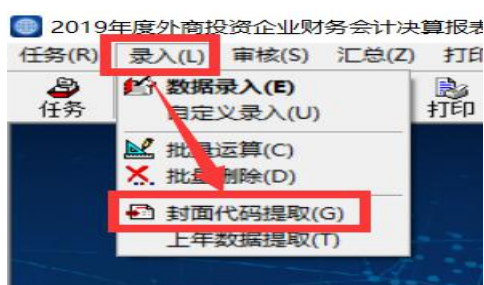 2019年度外商投资企业财务会计决算报表
任务(R) 录入(L) 审核(S) 汇总(Z) 打印
任务
数据录入(E)
打印
自定义录入(U)
批量运算(C)
批量删除(D)
封面代码提取(G)
上年数据提取(T)